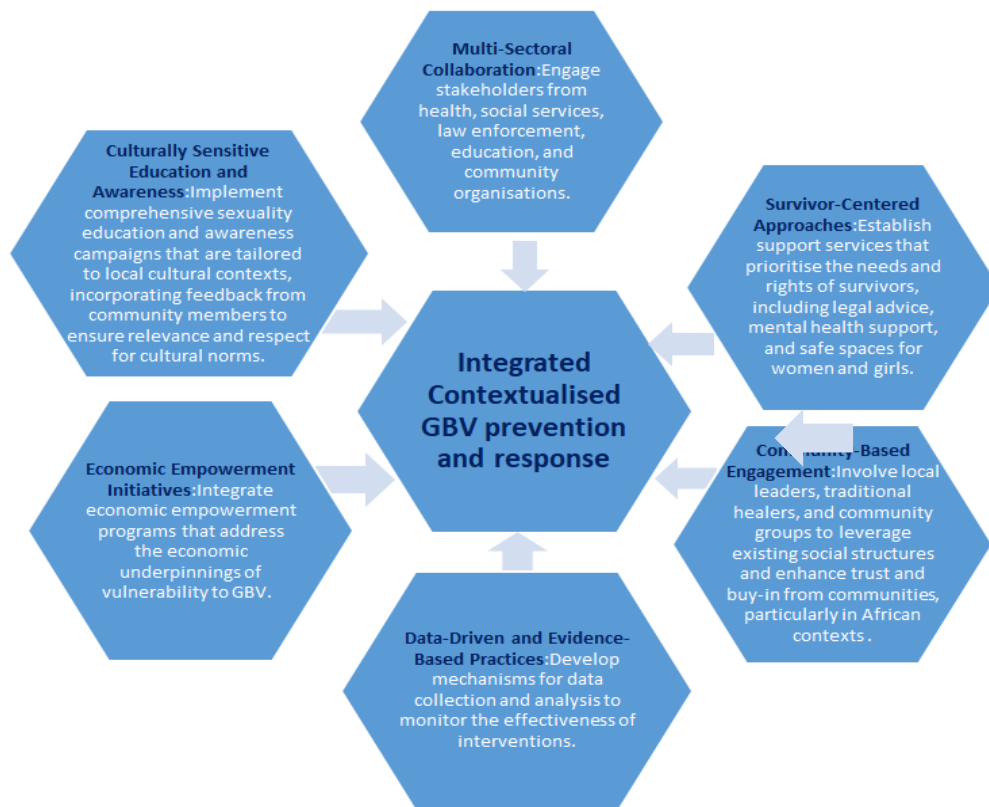 Multi-Sectoral
Collaboration:Engage
stakeholders from
health, social services,
law enforcement,
education, and
community
organisations.
Culturally Sensitive
Education and
Awareness:Implement
comprehensive sexuality
education and awareness
campaigns that are tailored
to local cultural contexts,
incorporating feedback from
community members to
ensure relevance and respect
for cultural norms.
Survivor-Centered
Approaches:Establish
support services that
prioritise the needs and
rights of survivors,
including legal advice,
mental health support,
and safe spaces for
women and girls.
Integrated
Contextualised
GBV prevention
and response
Economic Empowerment
Initiatives:Integrate
economic empowerment
programs that address
the economic
underpinnings of
vulnerability to GBV.
Community-Based
Engagement:Involve local
leaders, traditional
healers, and community
groups to leverage
existing social structures
and enhance trust and
buy-in from communities,
particularly in African
contexts .
Data-Driven and Evidence-
Based Practices:Develop
mechanisms for data
collection and analysis to
monitor the effectiveness of
interventions.